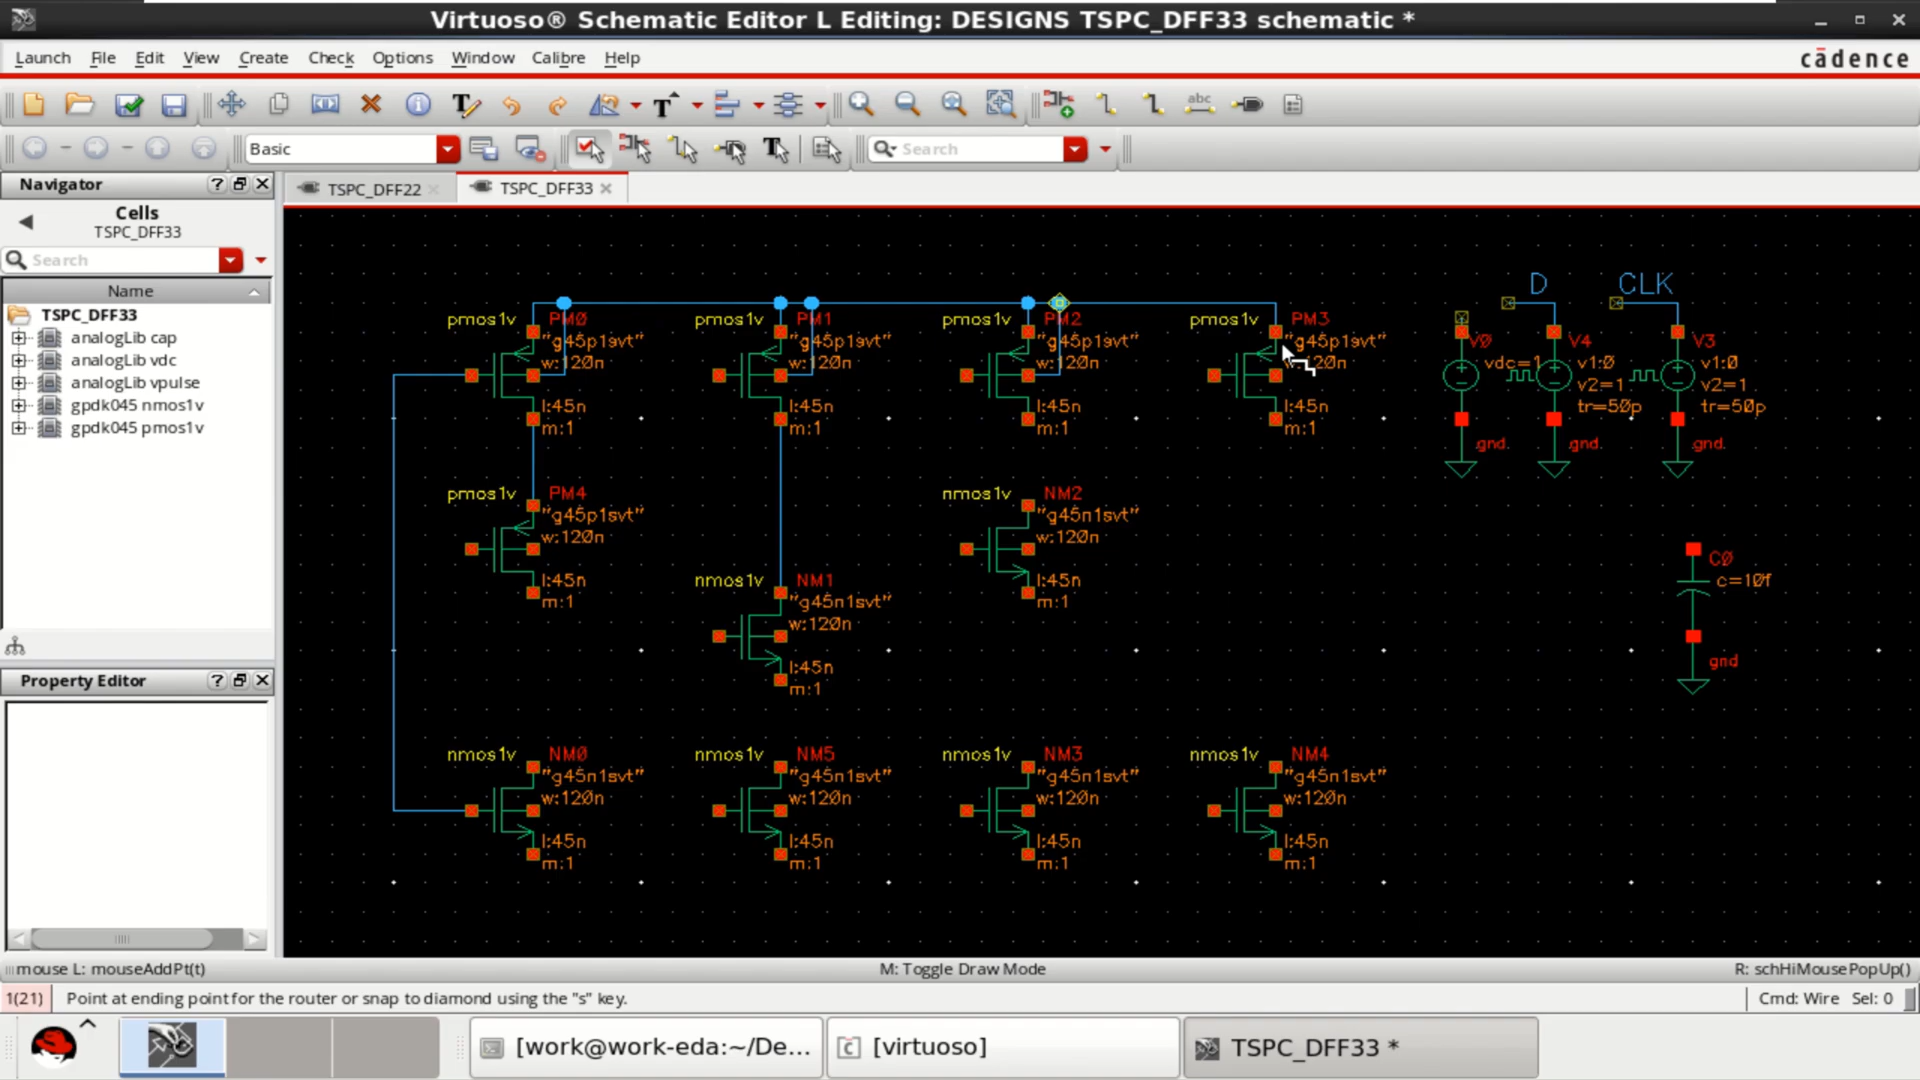 Virtuoso® Schematic Editor L Editing: DESIGNS TSPC_DFF33 schematic *
Launch File Edit View Create Check Options Window Calibre Help
cādence
abc
Basic
Search
Navigator
TSPC_DFF22
TSPC_DFF33
Cells
TSPC_DFF33
Search
Name
TSPC_DFF33
analogLib cap
analogLib vdc
analogLib vpulse
gpdk045 nmos1v
gpdk045 pmos1v
Property Editor
D
CLK
pmos1v PM0
"g45p1svt"
w:120n
l:45n
m:1
pmos1v PM1
"g45p1svt"
w:120n
l:45n
m:1
pmos1v PM2
"g45p1svt"
w:120n
l:45n
m:1
pmos1v PM3
"g45p1svt"
w:120n
l:45n
m:1
V0
vdc=1
gnd
V4
v1:0
v2=1
tr=50p
gnd
V3
v1:0
v2=1
tr=50p
gnd
pmos1v PM4
"g45p1svt"
w:120n
l:45n
m:1
nmos1v NM1
"g45n1svt"
w:120n
l:45n
m:1
nmos1v NM2
"g45n1svt"
w:120n
l:45n
m:1
C0
c=10f
gnd
nmos1v NM0
"g45n1svt"
w:120n
l:45n
m:1
nmos1v NM5
"g45n1svt"
w:120n
l:45n
m:1
nmos1v NM3
"g45n1svt"
w:120n
l:45n
m:1
nmos1v NM4
"g45n1svt"
w:120n
l:45n
m:1
mouse L: mouseAddPt(t)
M: Toggle Draw Mode
R: schHiMousePopUp()
1(21)
Point at ending point for the router or snap to diamond using the "s" key.
Cmd: Wire Sel: 0
[work@work-eda:~/De...
[virtuoso]
TSPC_DFF33 *